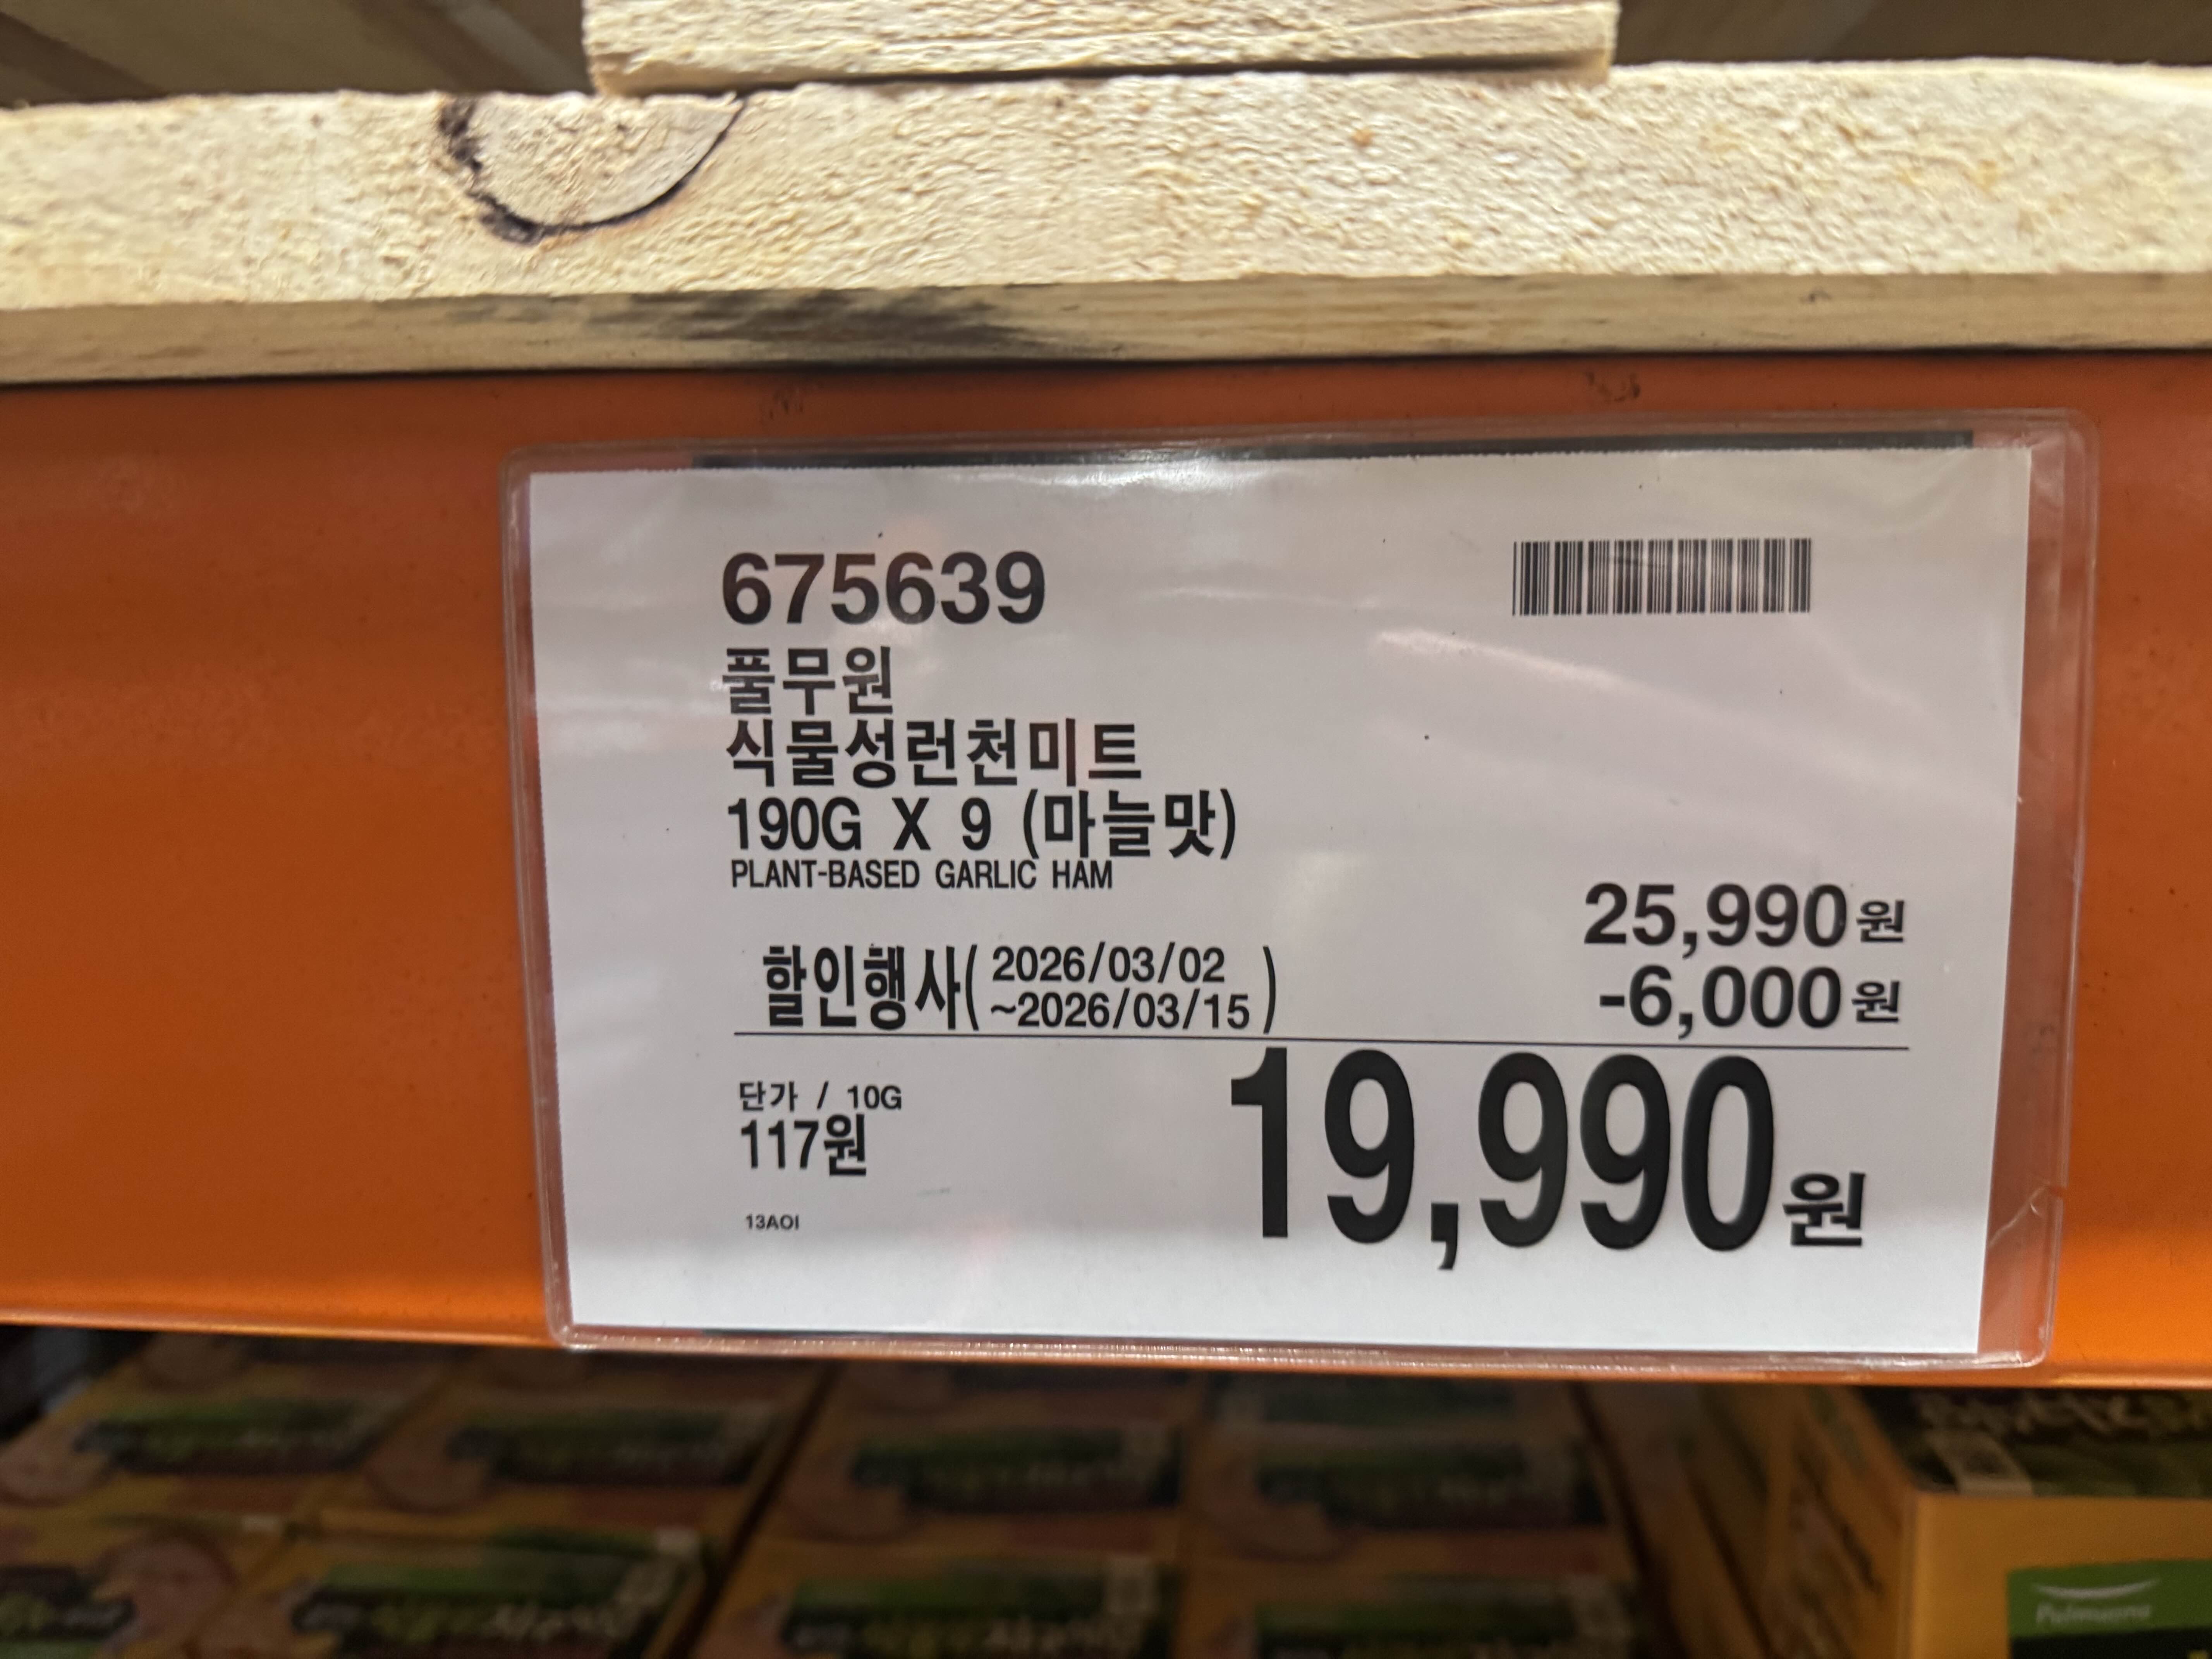 675639
풀무원
식물성런천미트
190G X 9 (마늘맛)
PLANT-BASED GARLIC HAM
25,990원
할인행사( 2026/03/02
~2026/03/15 )
-6,000원
단가 / 10G
117원
19,990원
13AOI
Pulmuone